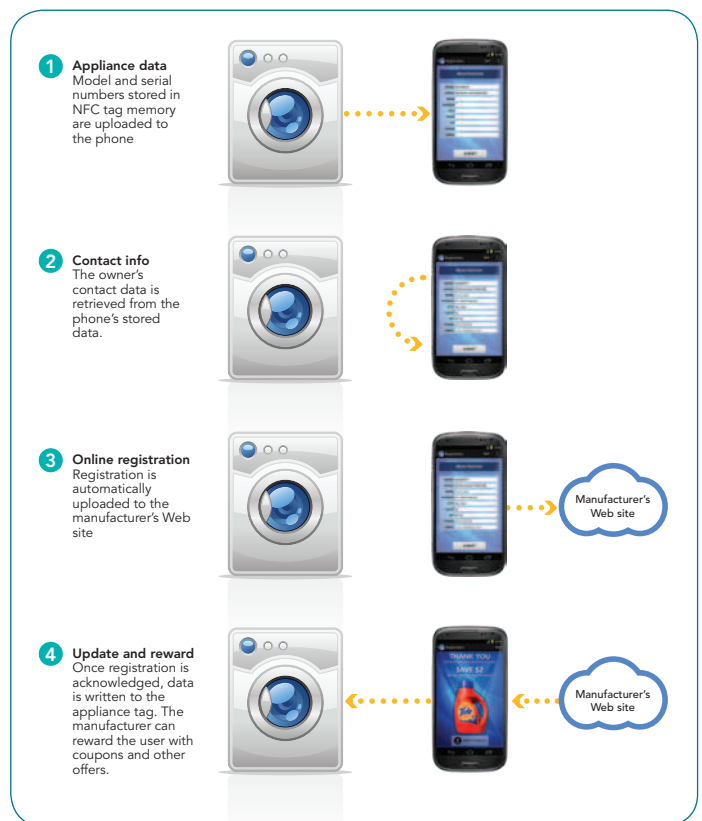 1 Appliance data
Model and serial
numbers stored in
NFC tag memory
are uploaded to
the phone
2 Contact info
The owner's
contact data is
retrieved from the
phone's stored
data.
3 Online registration
Registration is
automatically
uploaded to the
manufacturer's Web
site
Manufacturer's
Web site
4 Update and reward
Once registration is
acknowledged, data
is written to the
appliance tag. The
manufacturer can
reward the user with
coupons and other
offers.
THANK YOU
SAVE $2
Tide
Manufacturer's
Web site